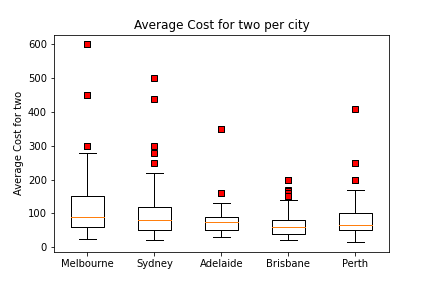 Average Cost for two per city
Average Cost for two
600
500
400
300
200
100
0
Melbourne Sydney Adelaide Brisbane Perth